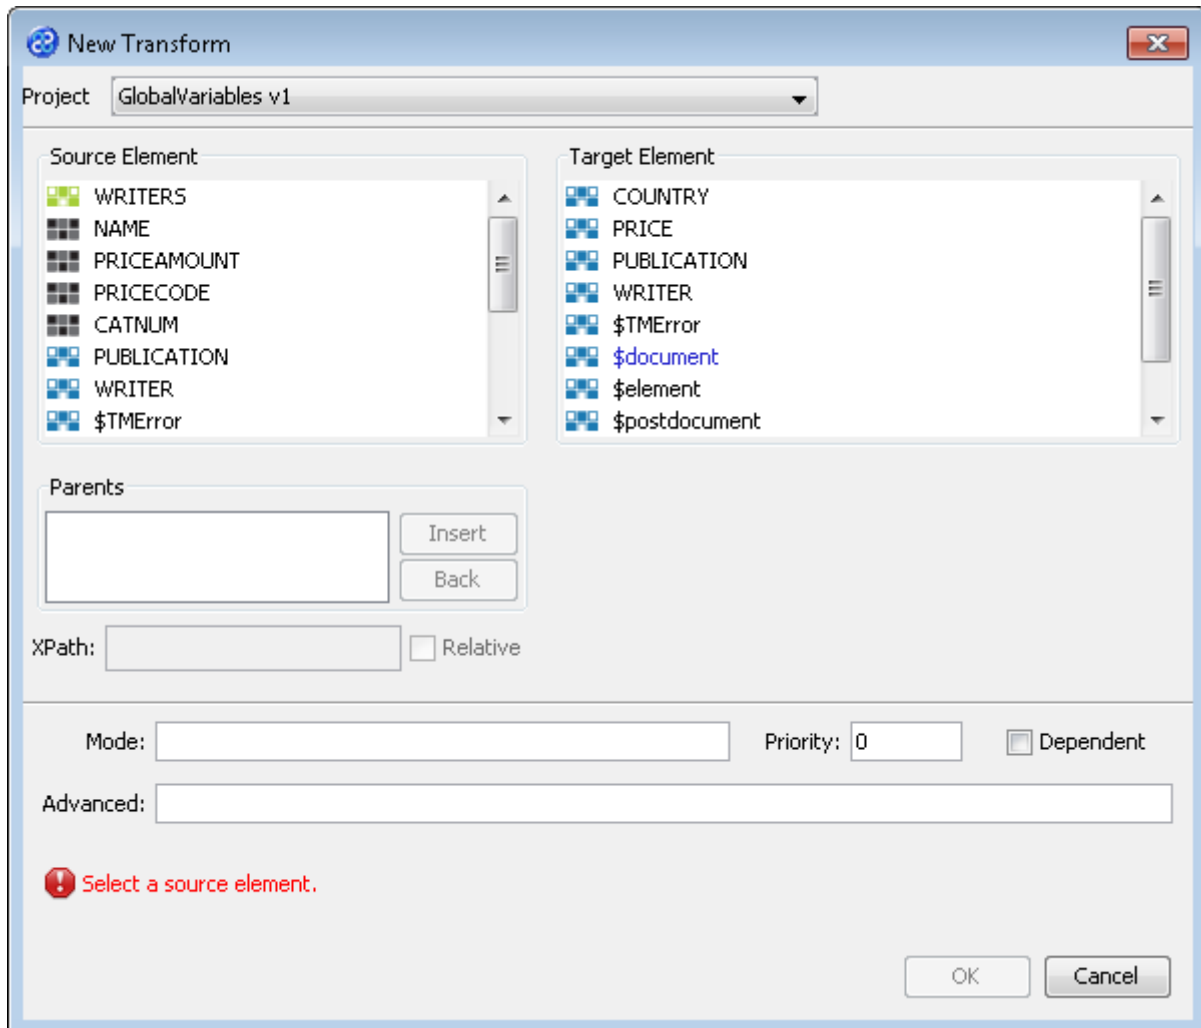 New Transform
Project GlobalVariables v1
Source Element
WRITERS
NAME
PRICEAMOUNT
PRICECODE
CATNUM
PUBLICATION
WRITER
$TMError
Target Element
COUNTRY
PRICE
PUBLICATION
WRITER
$TMError
$document
$element
$postdocument
Parents
Insert
Back
XPath:
Relative
Mode:
Priority: 0
Dependent
Advanced:
Select a source element.
OK
Cancel